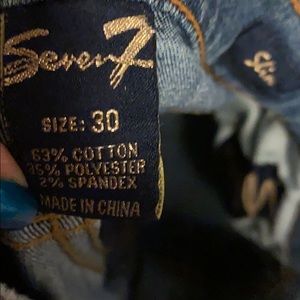 Seven7
SIZE: 30
63% COTTON
35% POLYESTER
2% SPANDEX
MADE IN CHINA